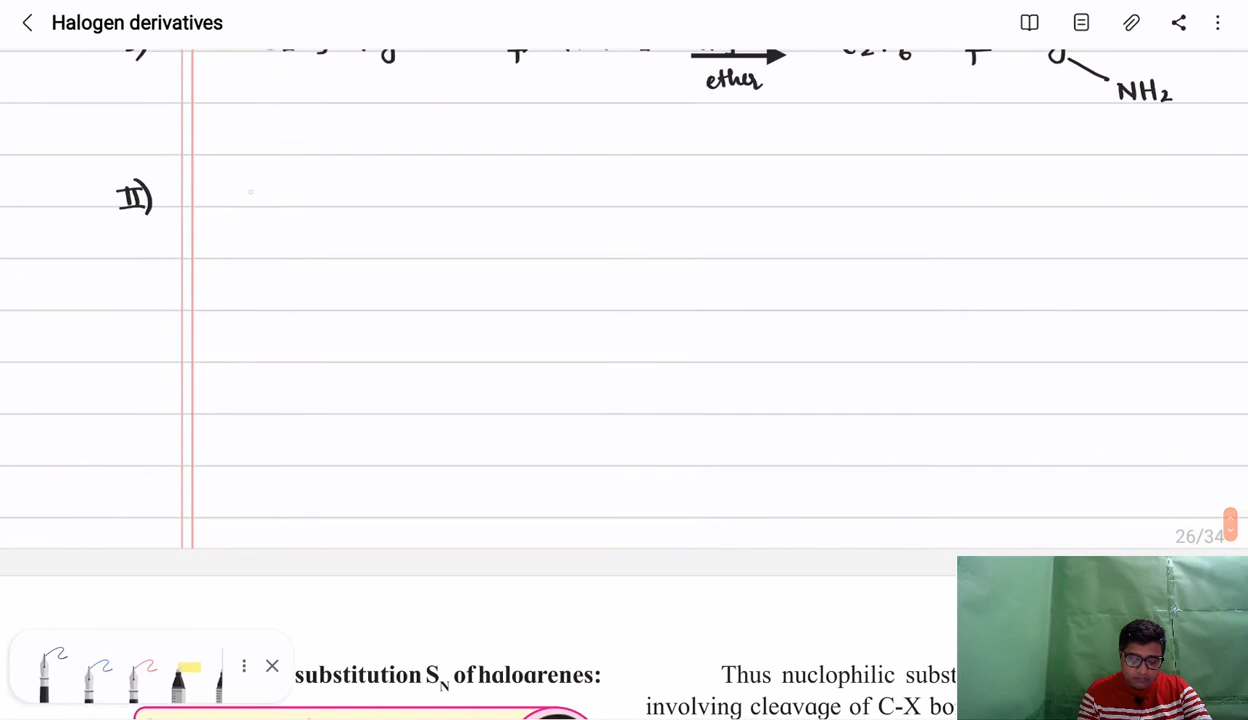 Halogen derivatives
ether
NH2
II)
26/34
substitution SN of haloarenes:
Thus nuclophilic subst
involving cleavage of C-X bo